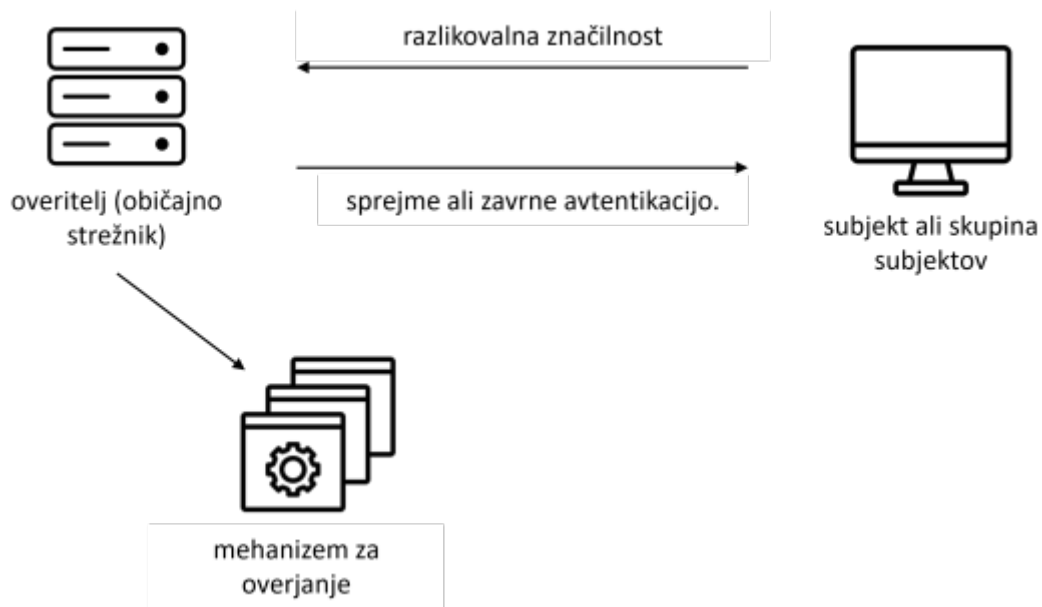 razlikovalna značilnost
sprejme ali zavrne avtentikacijo.
overitelj (običajno
strežnik)
subjekt ali skupina
subjektov
mehanizem za
overjanje